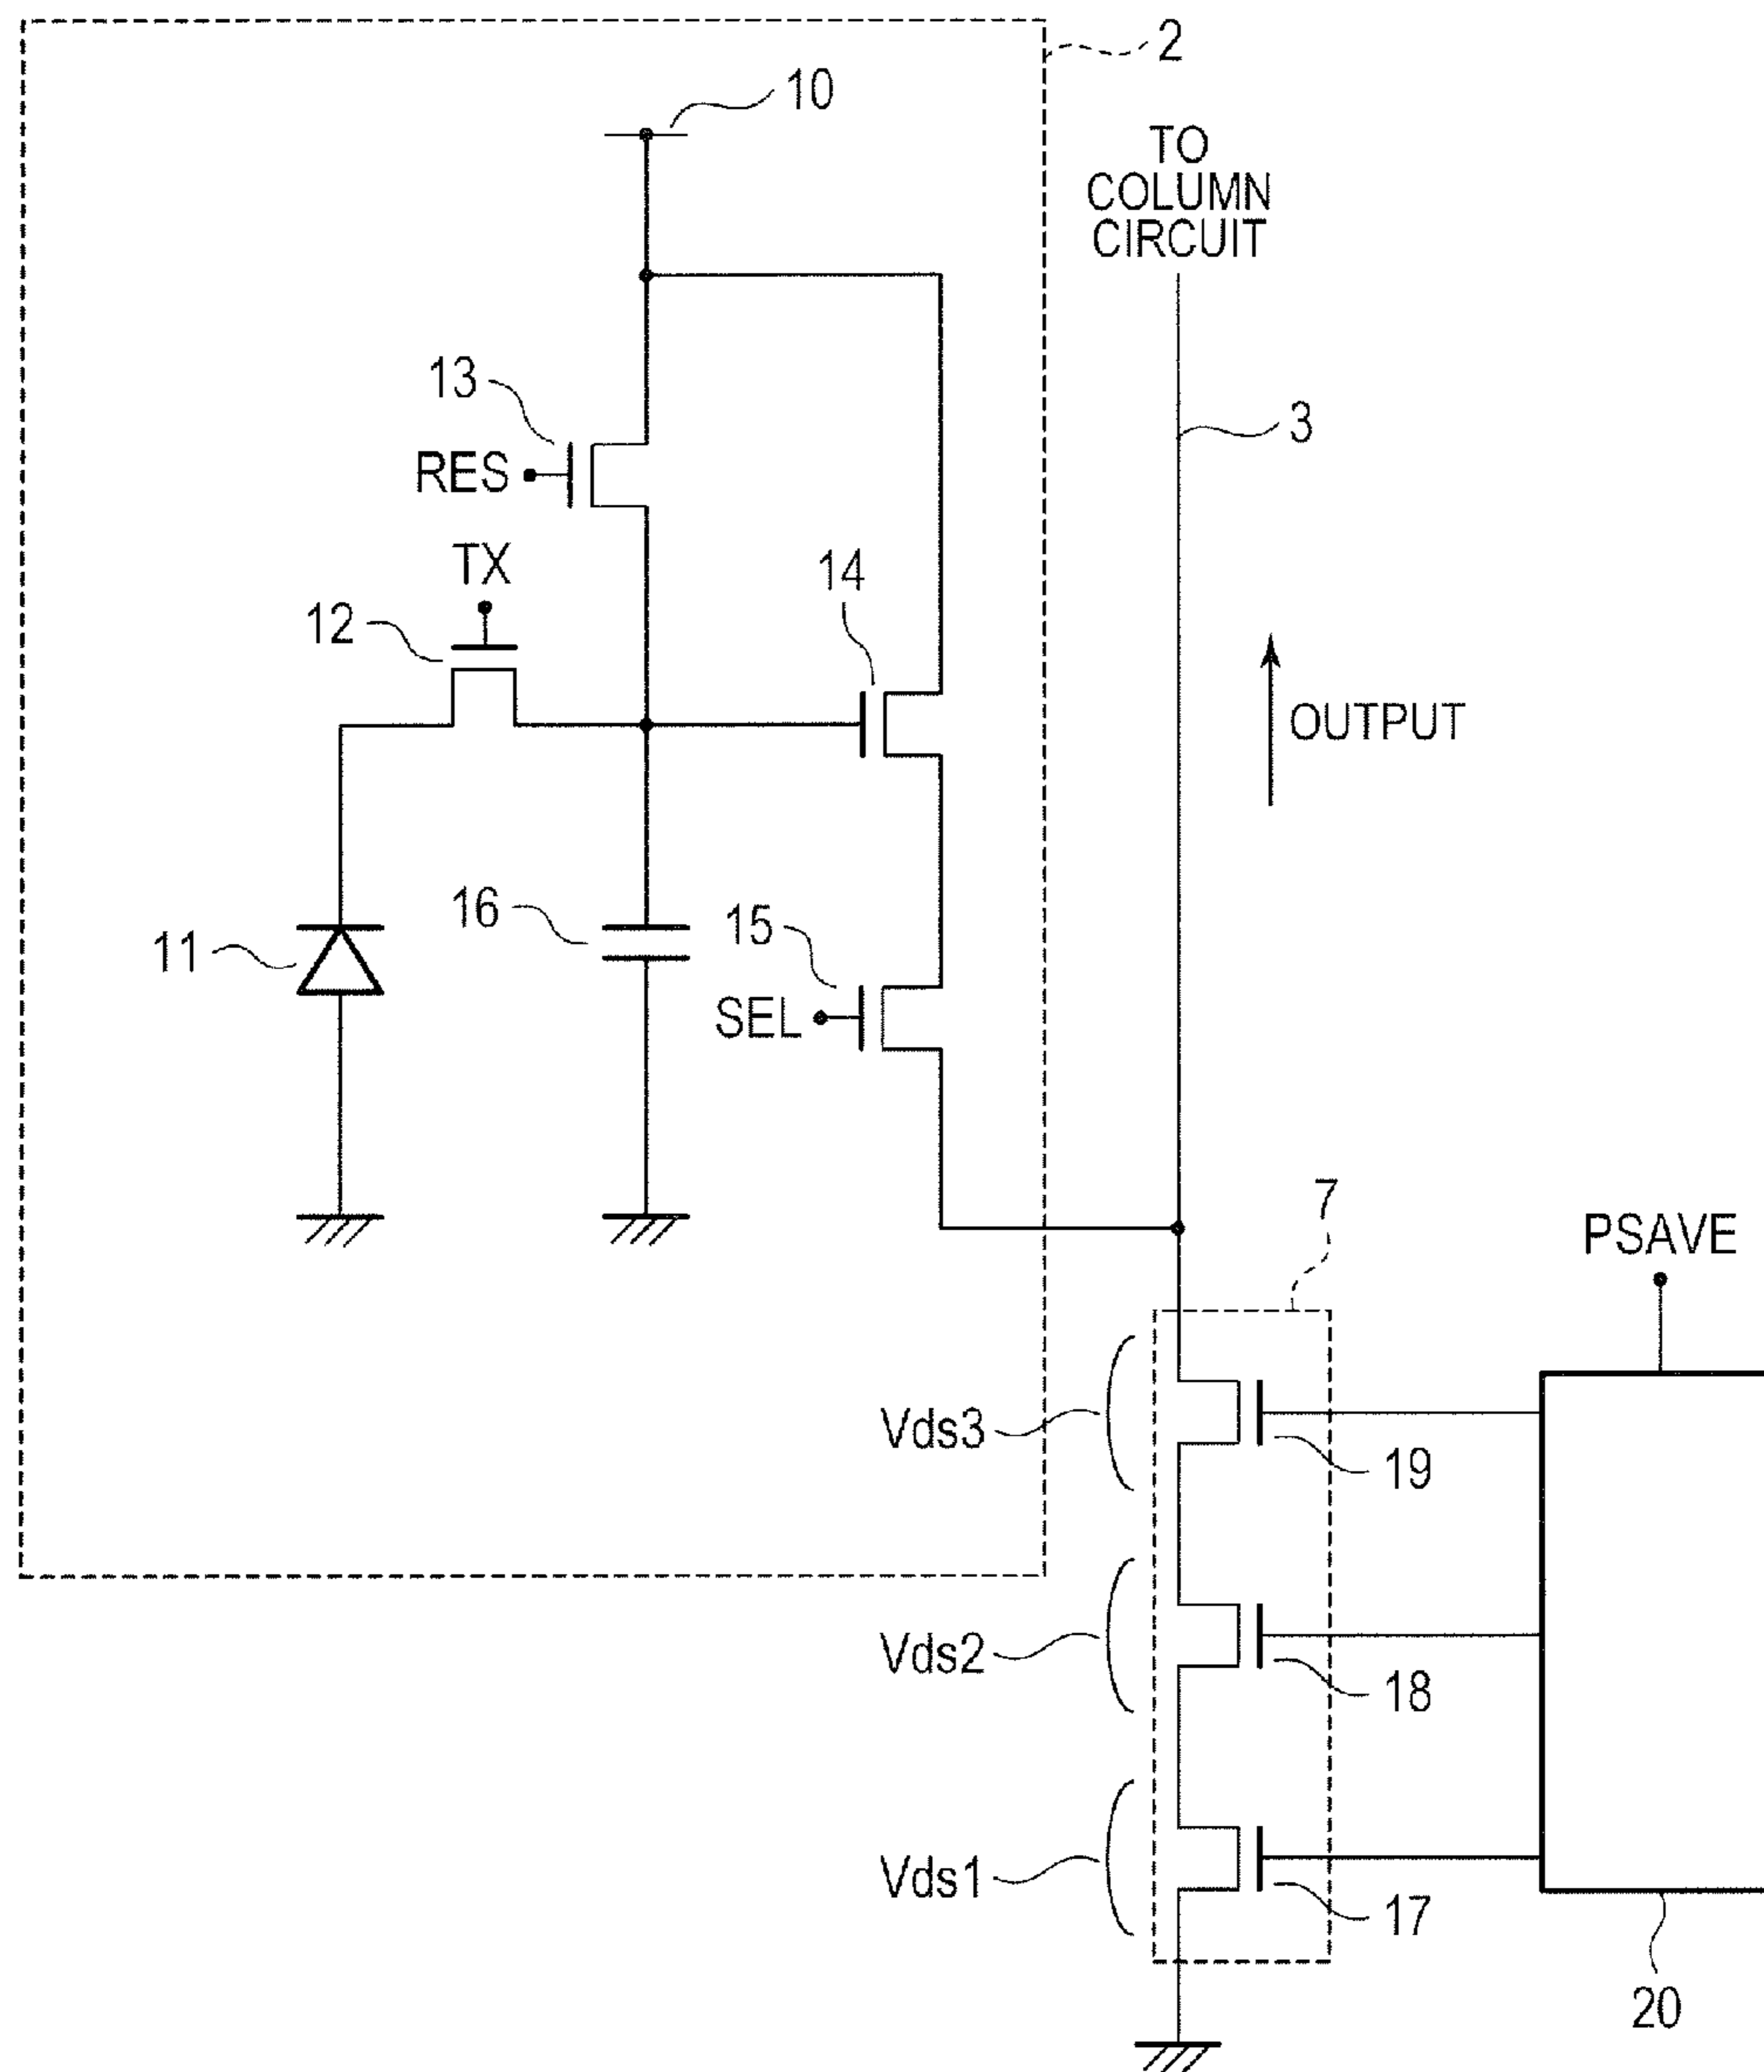 2
10
TO
COLUMN
CIRCUIT
13
3
RES
TX
14
12
OUTPUT
16
15
11
SEL
7
PSAVE
Vds3
19
Vds2
18
Vds1
17
20